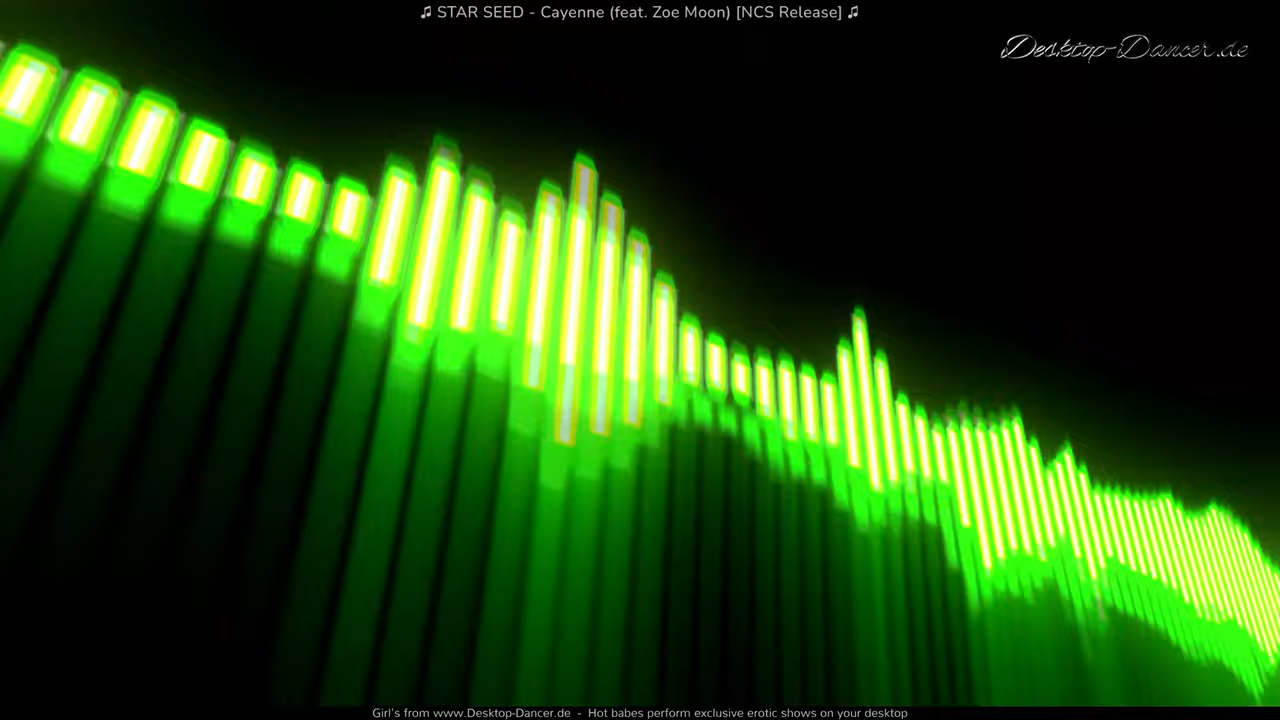 ♫ STAR SEED - Cayenne (feat. Zoe Moon) [NCS Release] ♫
Desktop-Dancer.de
Girl's from www.Desktop-Dancer.de - Hot babes perform exclusive erotic shows on your desktop